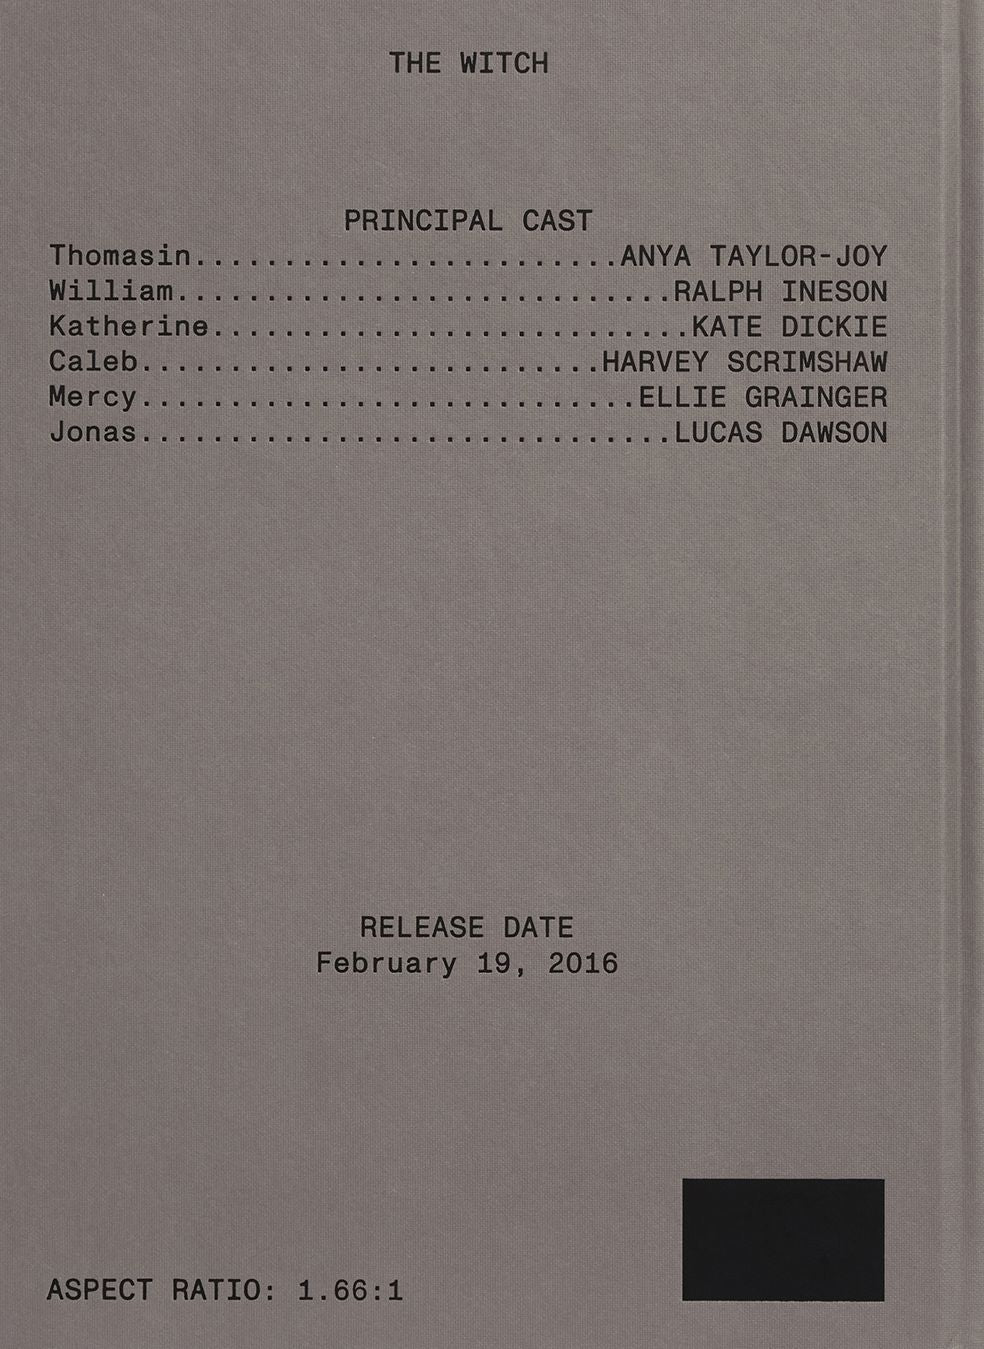 THE WITCH
PRINCIPAL CAST
Thomasin........................ANYA TAYLOR-JOY
William............................RALPH INESON
Katherine...........................KATE DICKIE
Caleb..........................HARVEY SCRIMSHAW
Mercy............................ELLIE GRAINGER
Jonas..............................LUCAS DAWSON
RELEASE DATE
February 19, 2016
ASPECT RATIO: 1.66:1